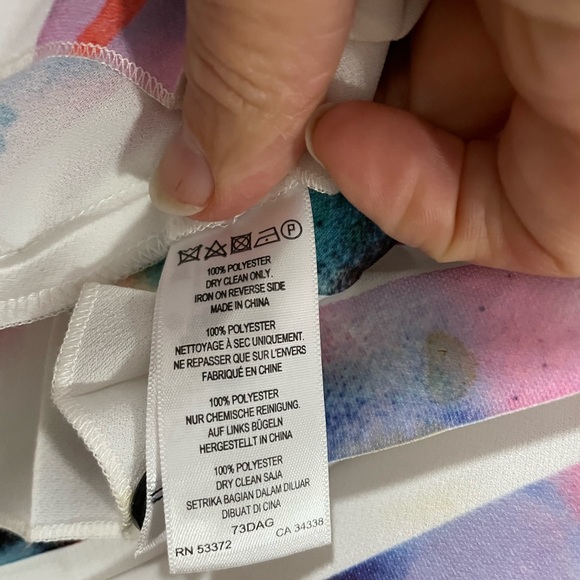 P
100% POLYESTER
DRY CLEAN ONLY.
IRON ON REVERSE SIDE
MADE IN CHINA
100% POLYESTER
NETTOYAGE À SEC UNIQUEMENT.
NE REPASSER QUE SUR L'ENVERS
FABRIQUÉ EN CHINE
100% POLYESTER
NUR CHEMISCHE REINIGUNG.
AUF LINKS BÜGELN
HERGESTELLT IN CHINA
100% POLYESTER
DRY CLEAN SAJA
SETRIKA BAGIAN DALAM DILUAR
DIBUAT DI CINA
73DAG
RN 53372 CA 34338